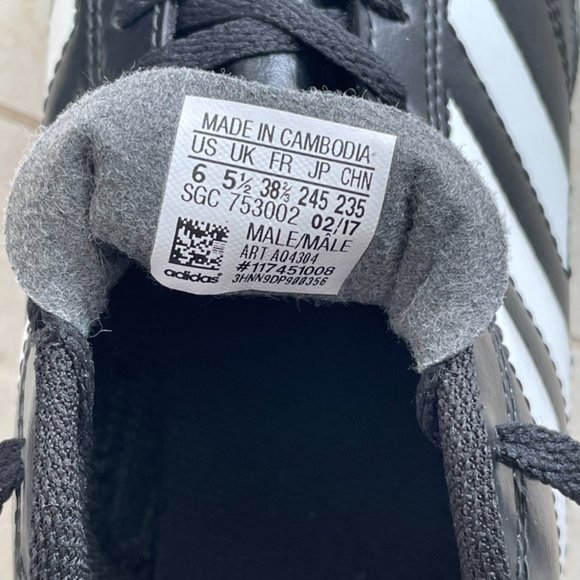 MADE IN CAMBODIA
US UK FR JP CHN
6 5½ 38⅔ 245 235
SGC 753002 02/17
MALE/MÂLE
ART AQ4304
#117451008
3HNN9DP900356
adidas